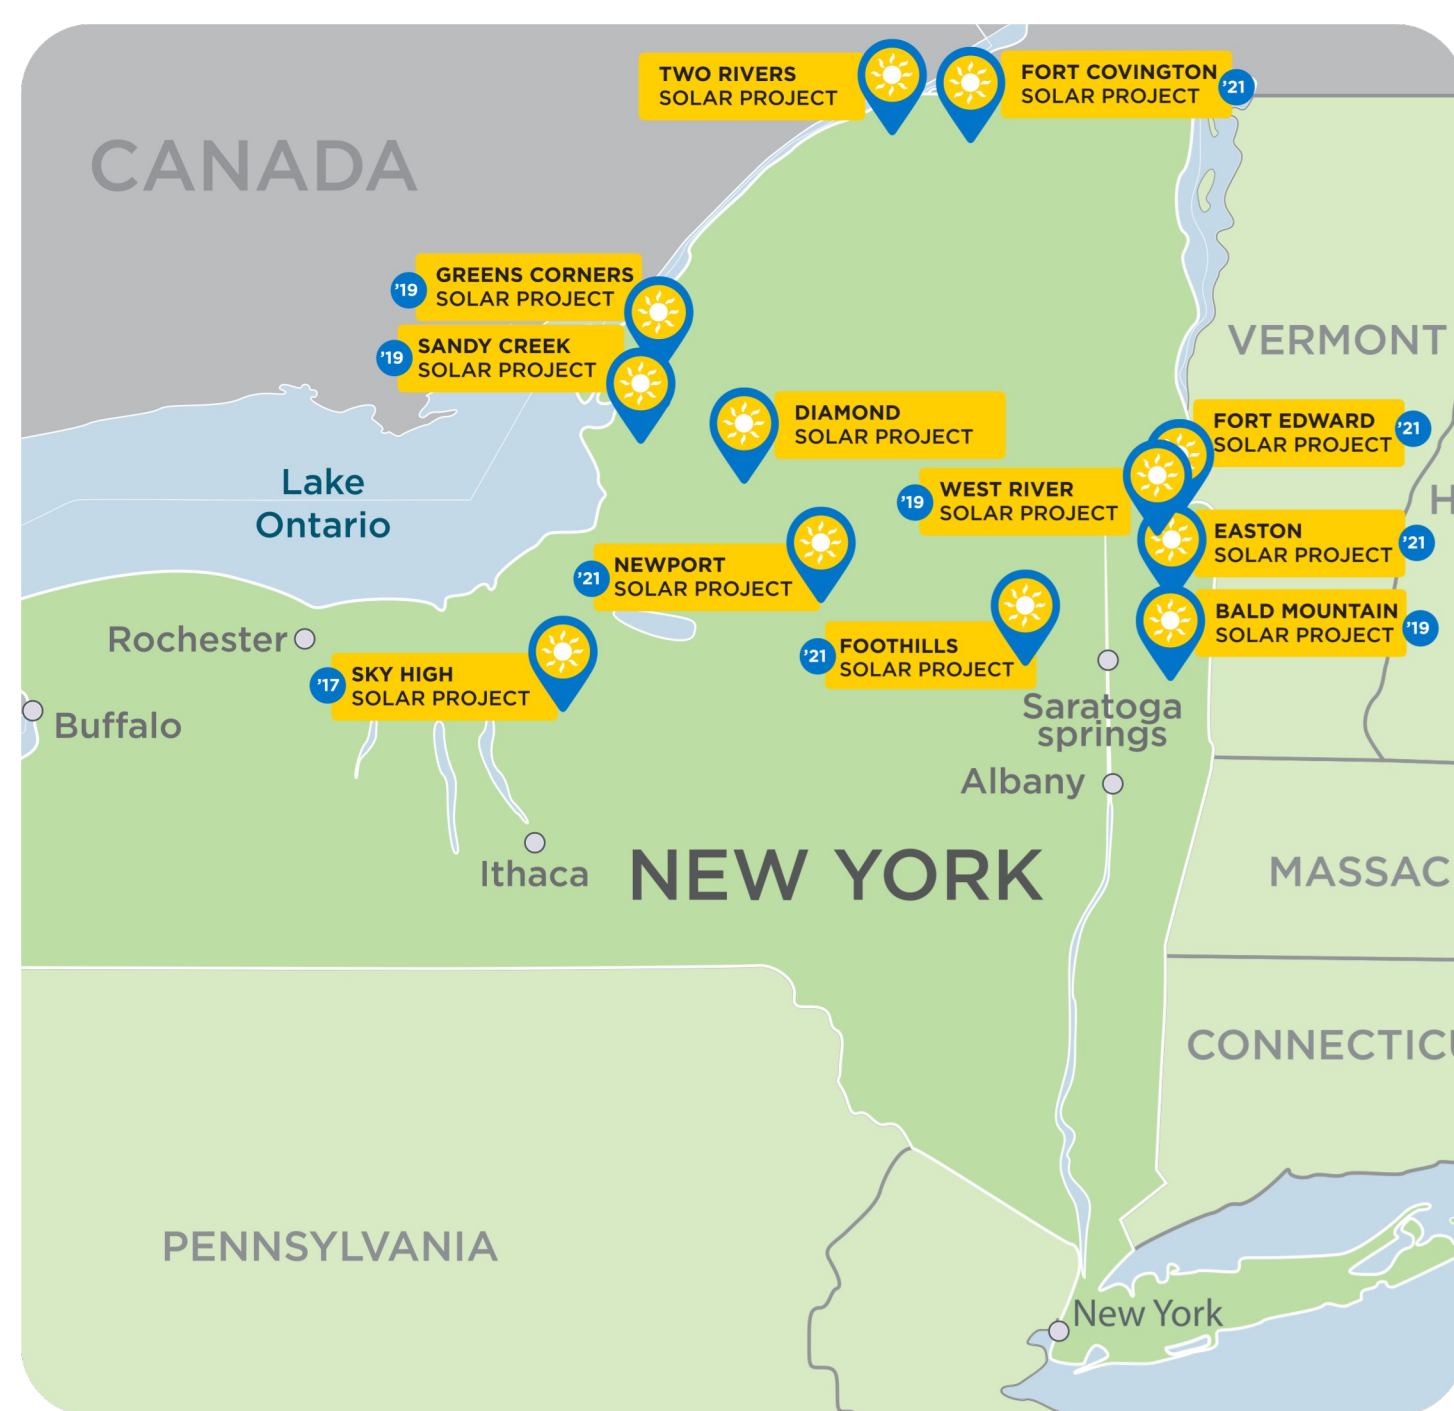 TWO RIVERS
SOLAR PROJECT
FORT COVINGTON
SOLAR PROJECT
'21
CANADA
GREENS CORNERS
SOLAR PROJECT
'19
SANDY CREEK
SOLAR PROJECT
'19
VERMONT
DIAMOND
SOLAR PROJECT
FORT EDWARD
SOLAR PROJECT
'21
Lake
Ontario
WEST RIVER
SOLAR PROJECT
'19
H
EASTON
SOLAR PROJECT
'21
NEWPORT
SOLAR PROJECT
'21
BALD MOUNTAIN
SOLAR PROJECT
'19
Rochester
FOOTHILLS
SOLAR PROJECT
'21
SKY HIGH
SOLAR PROJECT
'17
Buffalo
Saratoga
springs
Albany
Ithaca
NEW YORK
MASSAC
CONNECTICU
PENNSYLVANIA
New York